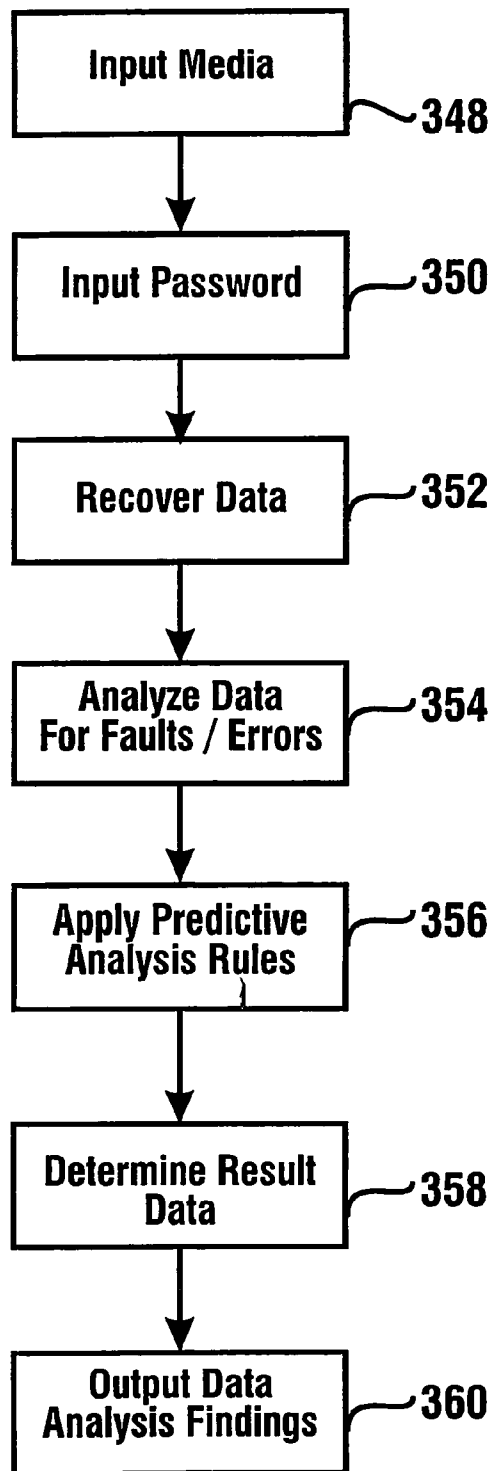 Input Media
348
Input Password
350
Recover Data
352
Analyze Data
For Faults / Errors
354
Apply Predictive
Analysis Rules
356
Determine Result
Data
358
Output Data
Analysis Findings
360